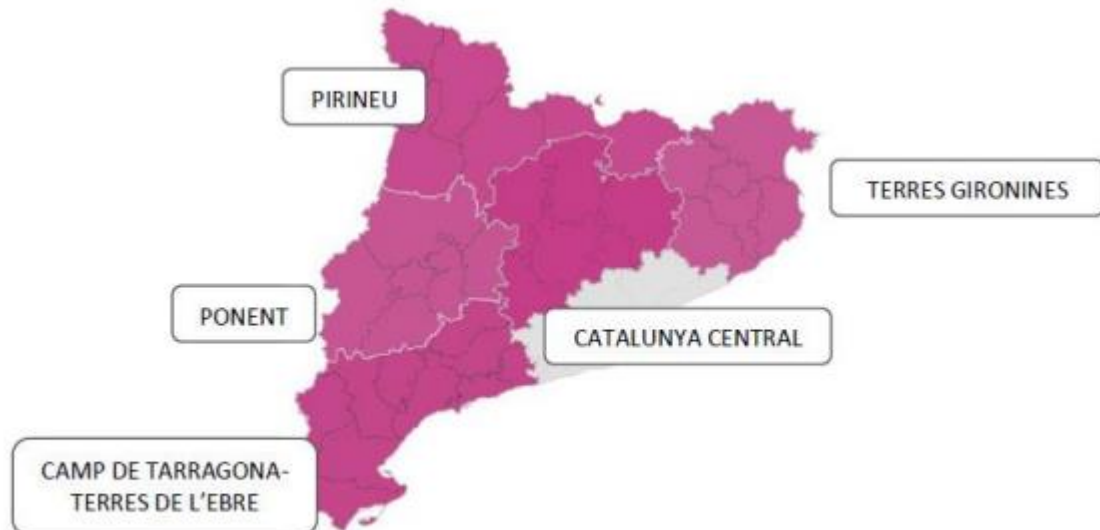 PIRINEU
TERRES GIRONINES
PONENT
CATALUNYA CENTRAL
CAMP DE TARRAGONA-
TERRES DE L'EBRE